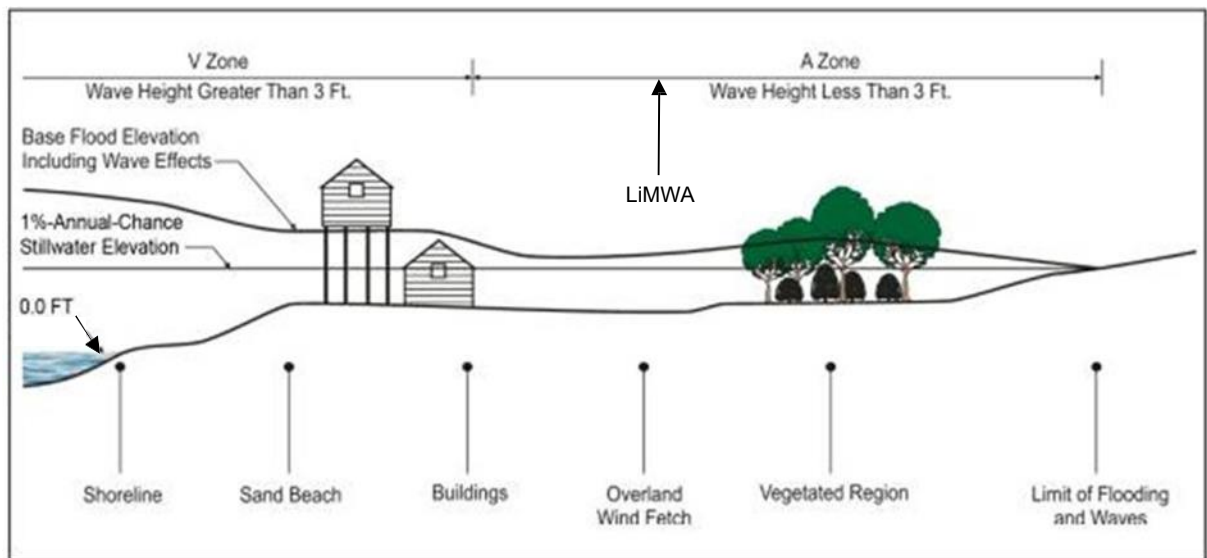 V Zone
Wave Height Greater Than 3 Ft.
A Zone
Wave Height Less Than 3 Ft.
LiMWA
Base Flood Elevation
Including Wave Effects
1%-Annual-Chance
Stillwater Elevation
0.0 FT
Shoreline
Sand Beach
Buildings
Overland
Wind Fetch
Vegetated Region
Limit of Flooding
and Waves